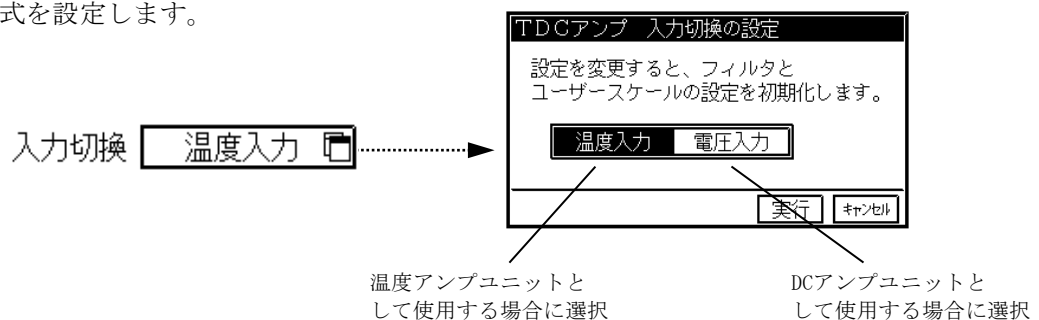 式を設定します。
入力切換 温度入力
TDCアンプ 入力切換の設定
設定を変更すると、フィルタと
ユーザースケールの設定を初期化します。
温度入力 電圧入力
実行 キャンセル
温度アンプユニットと
して使用する場合に選択
DCアンプユニットと
して使用する場合に選択